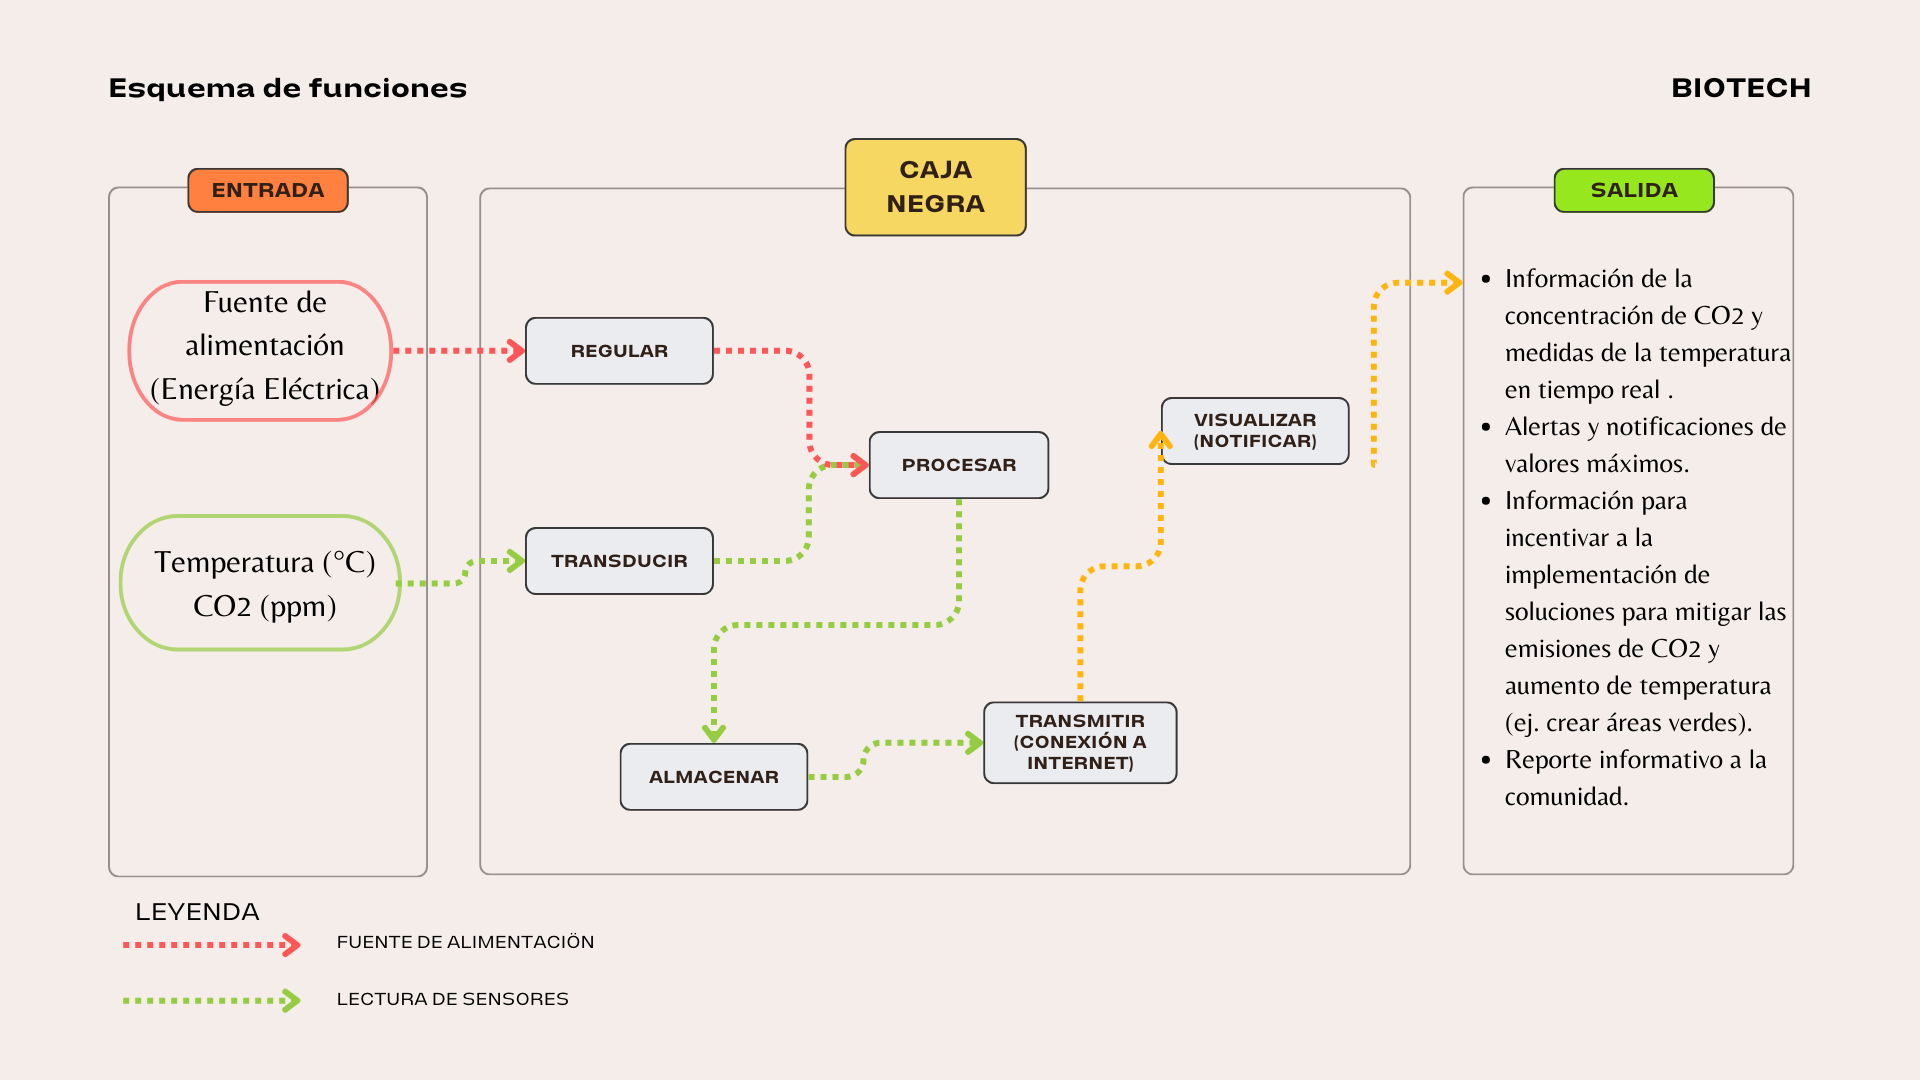 Esquema de funciones
BIOTECH
ENTRADA
Fuente de
alimentación
(Energía Eléctrica)
Temperatura (°C)
CO2 (ppm)
CAJA
NEGRA
REGULAR
TRANSDUCIR
PROCESAR
VISUALIZAR
(NOTIFICAR)
ALMACENAR
TRANSMITIR
(CONEXIÓN A
INTERNET)
SALIDA
• Información de la
concentración de CO2 y
medidas de la temperatura
en tiempo real .
• Alertas y notificaciones de
valores máximos.
• Información para
incentivar a la
implementación de
soluciones para mitigar las
emisiones de CO2 y
aumento de temperatura
(ej. crear áreas verdes).
• Reporte informativo a la
comunidad.
LEYENDA
FUENTE DE ALIMENTACIÖN
LECTURA DE SENSORES